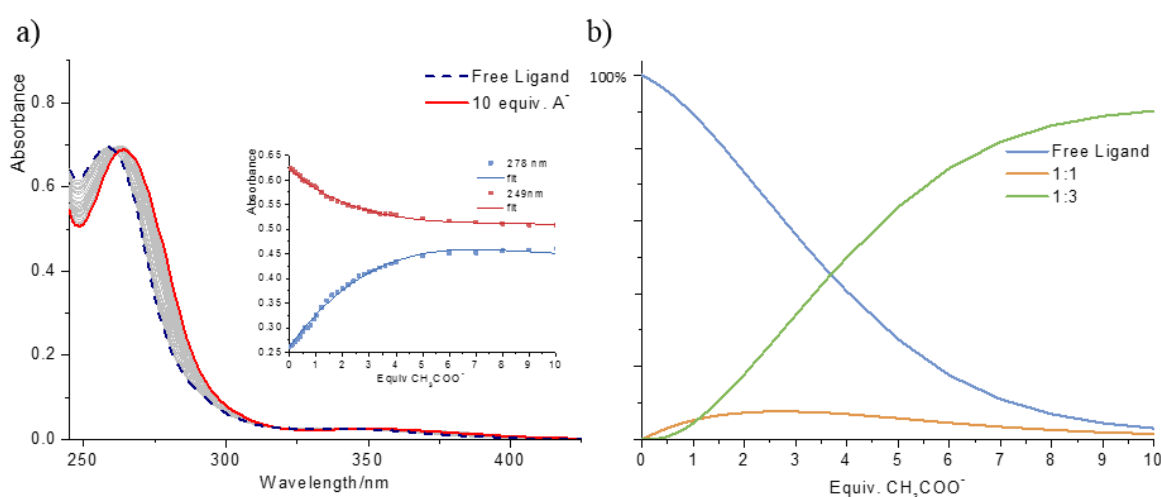 a)
Absorbance
0.8
0.6
0.4
0.2
0.0
250
300
350
400
Wavelength/nm
Free Ligand
10 equiv. A⁻
Absorbance
0.65
0.60
0.55
0.50
0.45
0.40
0.35
0.30
0.25
0 1 2 3 4 5 6 7 8 9 10
Equiv CH₃COO⁻
278 nm
fit
249nm
fit
b)
100%
Free Ligand
1:1
1:3
0 1 2 3 4 5 6 7 8 9 10
Equiv. CH₃COO⁻